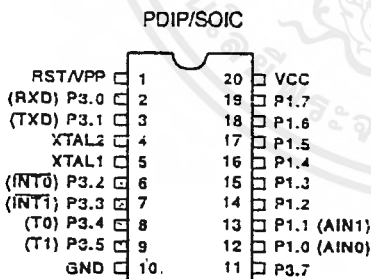 PDIP/SOIC
RST/VPP 1 20 VCC
(RXD) P3.0 2 19 P1.7
(TXD) P3.1 3 18 P1.6
XTAL2 4 17 P1.5
XTAL1 5 16 P1.4
(INT0) P3.2 6 15 P1.3
(INT1) P3.3 7 14 P1.2
(T0) P3.4 8 13 P1.1 (AIN1)
(T1) P3.5 9 12 P1.0 (AIN0)
GND 10 11 P3.7